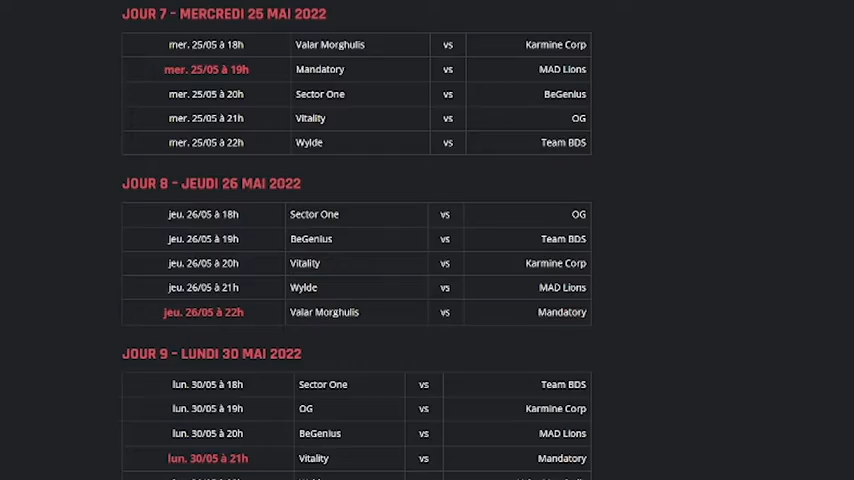 JOUR 7 - MERCREDI 25 MAI 2022
mer. 25/05 à 18h Valar Morghulis vs Karmine Corp
mer. 25/05 à 19h Mandatory vs MAD Lions
mer. 25/05 à 20h Sector One vs BeGenius
mer. 25/05 à 21h Vitality vs OG
mer. 25/05 à 22h Wylde vs Team BDS
JOUR 8 - JEUDI 26 MAI 2022
jeu. 26/05 à 18h Sector One vs OG
jeu. 26/05 à 19h BeGenius vs Team BDS
jeu. 26/05 à 20h Vitality vs Karmine Corp
jeu. 26/05 à 21h Wylde vs MAD Lions
jeu. 26/05 à 22h Valar Morghulis vs Mandatory
JOUR 9 - LUNDI 30 MAI 2022
lun. 30/05 à 18h Sector One vs Team BDS
lun. 30/05 à 19h OG vs Karmine Corp
lun. 30/05 à 20h BeGenius vs MAD Lions
lun. 30/05 à 21h Vitality vs Mandatory